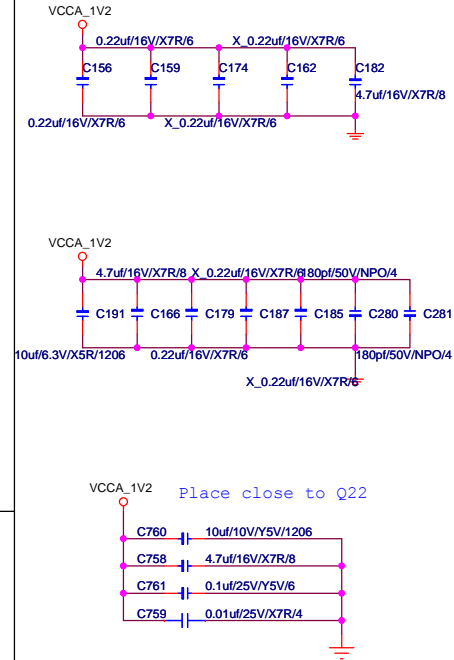 VCCA_1V2
0.22uf/16V/X7R/6 X_0.22uf/16V/X7R/6
C156 C159 C174 C162 C182
4.7uf/16V/X7R/8
0.22uf/16V/X7R/6 X_0.22uf/16V/X7R/6
VCCA_1V2
4.7uf/16V/X7R/8 X_0.22uf/16V/X7R/6 180pf/50V/NPO/4
C191 C166 C179 C187 C185 C280 C281
10uf/6.3V/X5R/1206 0.22uf/16V/X7R/6 180pf/50V/NPO/4
X_0.22uf/16V/X7R/6
VCCA_1V2 Place close to Q22
C760 10uf/10V/Y5V/1206
C758 4.7uf/16V/X7R/8
C761 0.1uf/25V/Y5V/6
C759 0.01uf/25V/X7R/4